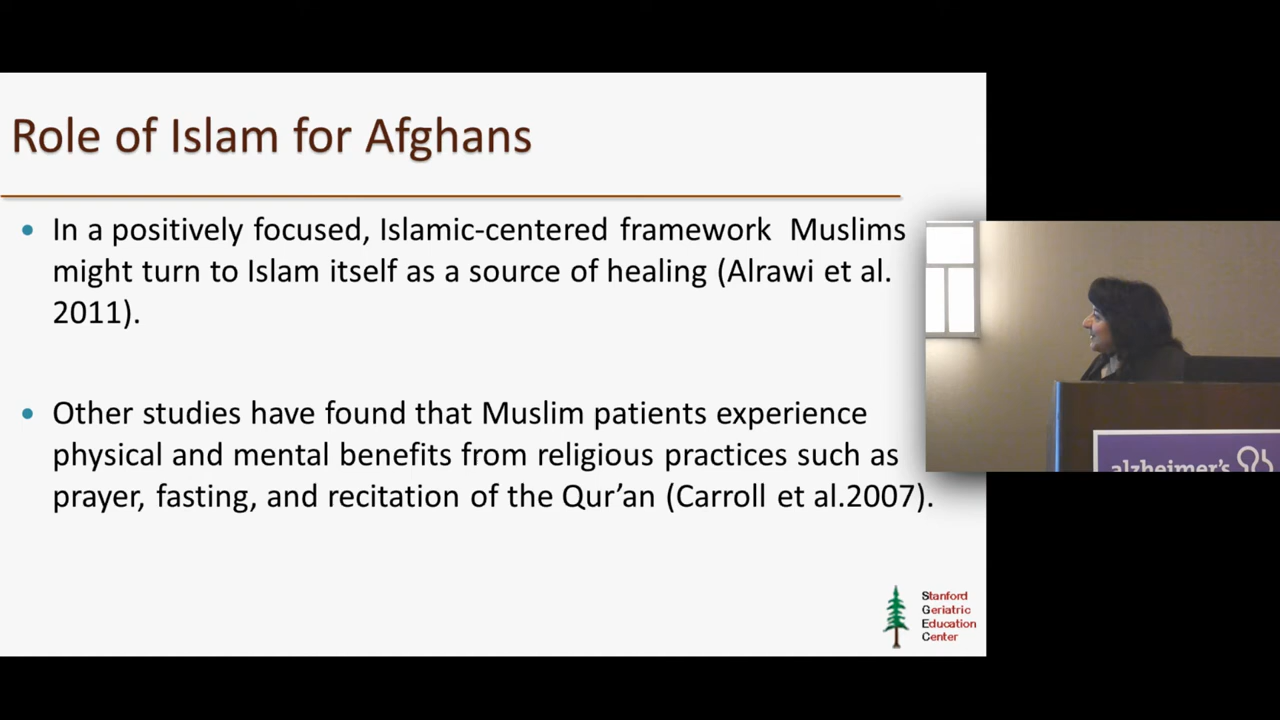 Role of Islam for Afghans
In a positively focused, Islamic-centered framework  Muslims
might turn to Islam itself as a source of healing (Alrawi et al.
2011).
Other studies have found that Muslim patients experience
physical and mental benefits from religious practices such as
prayer, fasting, and recitation of the Qur’an (Carroll et al.2007).
alzheimer's
Stanford
Geriatric
Education
Center